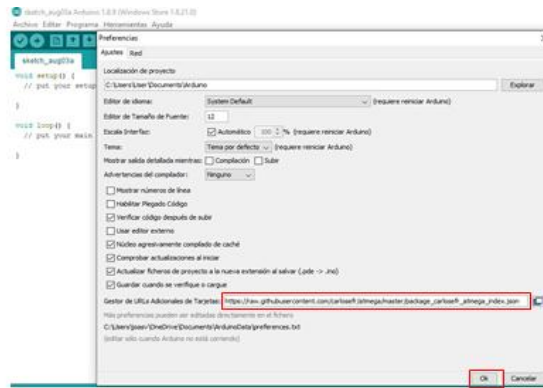 sketch_aug03a Arduino 1.8.9 (Windows Store 1.8.21.0)
Archivo Editar Programa Herramientas Ayuda
sketch_aug03a
void setup() {
// put your setup
}
void loop() {
// put your main
}
Preferencias
Ajustes Red
Localización de proyecto
C:\Users\User\Documents\Arduino
Explorar
Editor de idioma: System Default (requiere reiniciar Arduino)
Editor de Tamaño de Fuente: 12
Escala Interfaz: Automático 100 % (requiere reiniciar Arduino)
Tema: Tema por defecto (requiere reiniciar Arduino)
Mostrar salida detallada mientras: Compilación Subir
Advertencias del compilador: Ninguno
Mostrar números de línea
Habilitar Plegado Código
Verificar código después de subir
Usar editor externo
Núcleo agresivamente compilado de caché
Comprobar actualizaciones al iniciar
Actualizar ficheros de proyecto a la nueva extensión al salvar (.pde -> .ino)
Guardar cuando se verifique o cargue
Gestor de URLs Adicionales de Tarjetas: https://raw.githubusercontent.com/carlosefr/atmega/master/package_carlosefr_atmega_index.json
Más preferencias pueden ser editadas directamente en el fichero
C:\Users\joaav\OneDrive\Documents\ArduinoData\preferences.txt
(editar sólo cuando Arduino no está corriendo)
Ok Cancelar